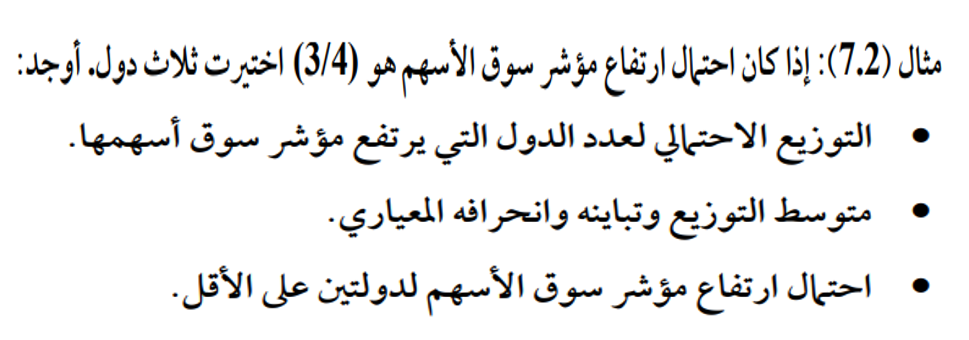 مثال (7.2): إذا كان احتمال ارتفاع مؤشر سوق الأسهم هو (3/4) اختيرت ثلاث دول. أوجد:
• التوزيع الاحتمالي لعدد الدول التي يرتفع مؤشر سوق أسهمها.
• متوسط التوزيع وتباينه وانحرافه المعياري.
• احتمال ارتفاع مؤشر سوق الأسهم لدولتين على الأقل.